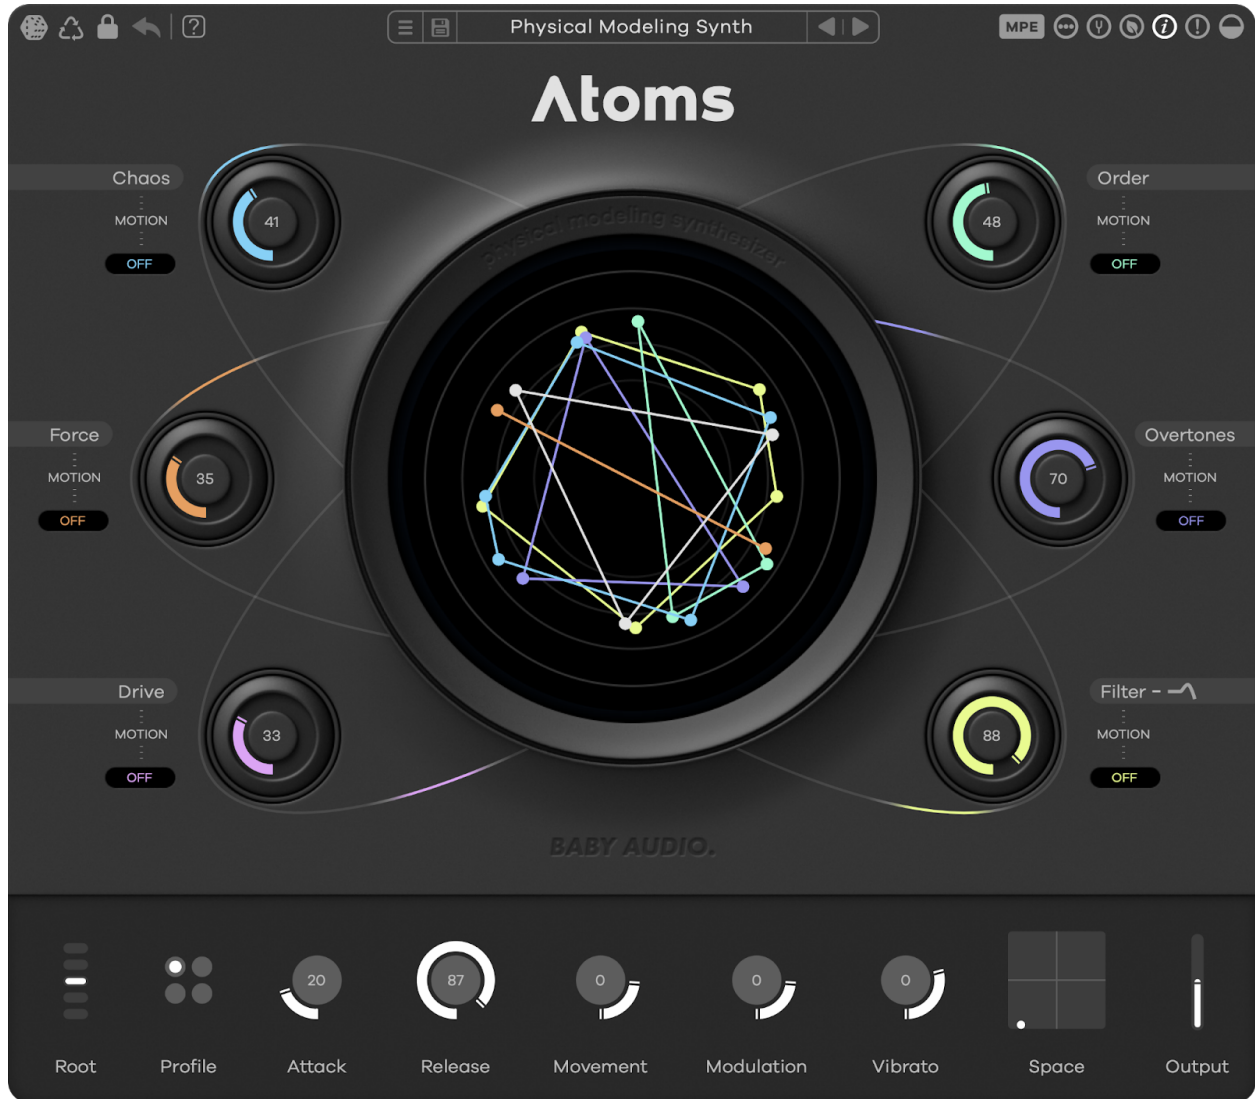 ?
Physical Modeling Synth
MPE
i
!
Atoms
physical modeling synthesizer
Chaos
MOTION
OFF
41
48
Order
MOTION
OFF
Force
MOTION
OFF
35
70
Overtones
MOTION
OFF
Drive
MOTION
OFF
33
88
Filter
MOTION
OFF
BABY AUDIO.
20
87
0
0
0
Root
Profile
Attack
Release
Movement
Modulation
Vibrato
Space
Output